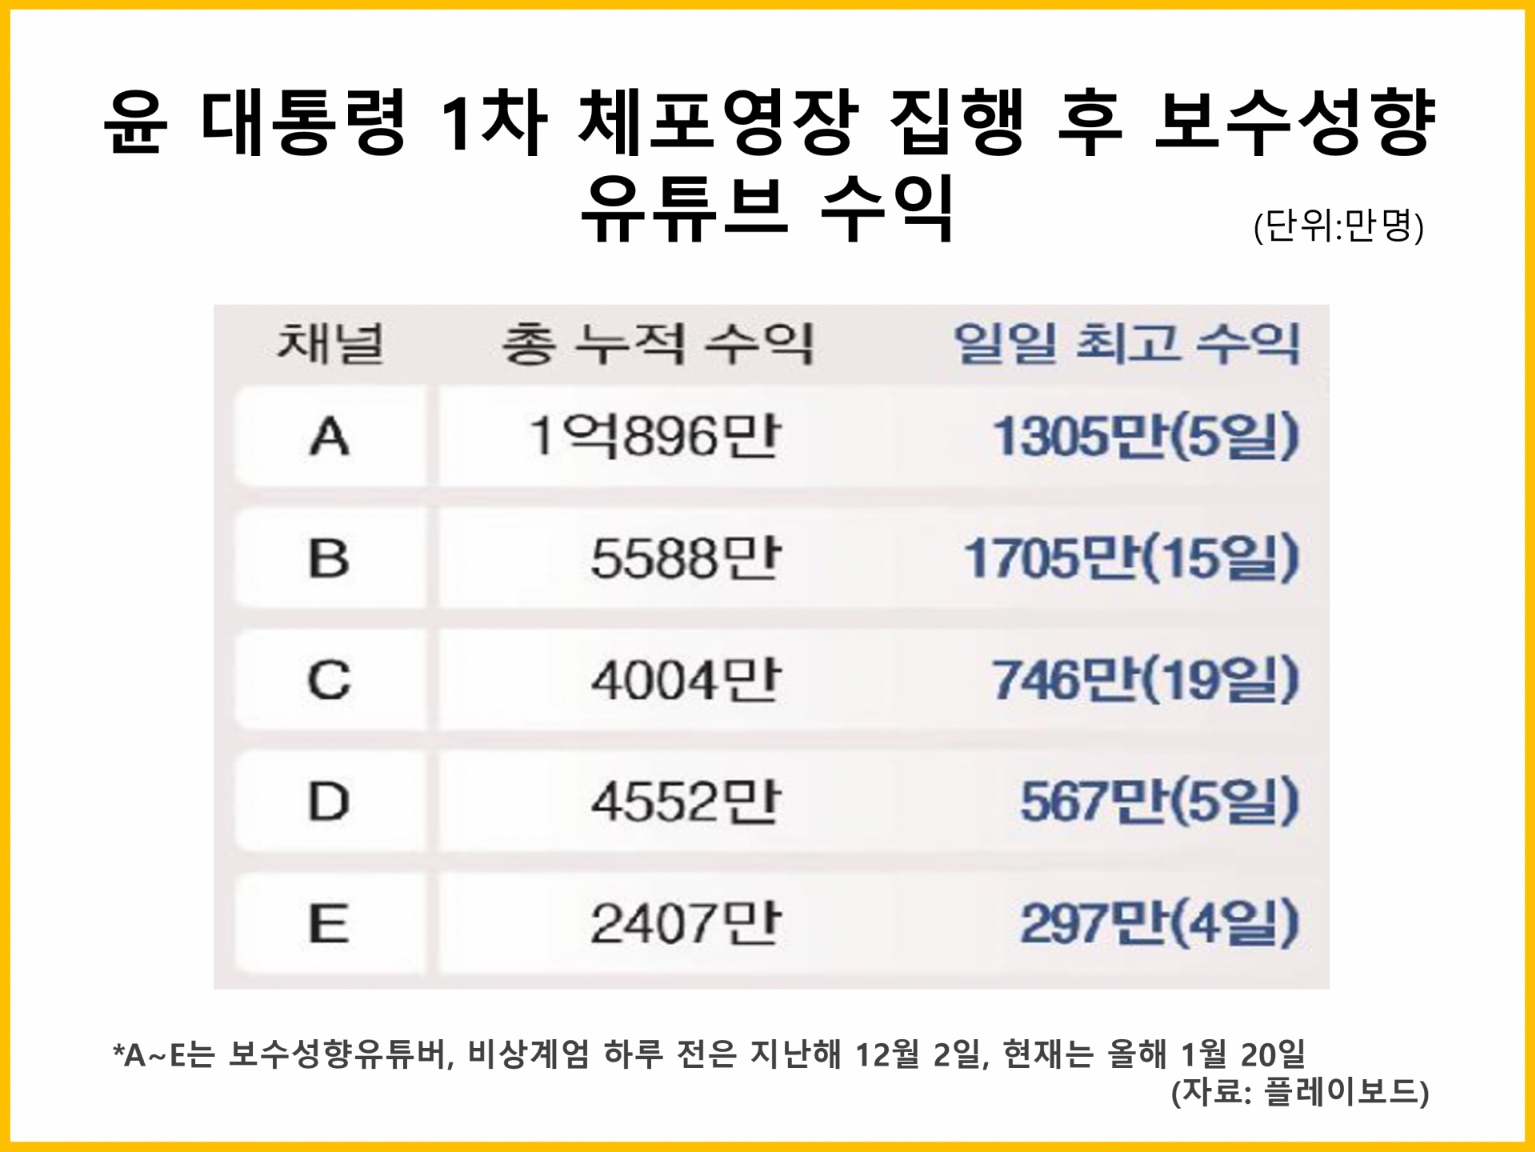 윤 대통령 1차 체포영장 집행 후 보수성향
유튜브 수익
(단위:만명)
채널 총 누적 수익 일일 최고 수익
A 1억896만 1305만(5일)
B 5588만 1705만(15일)
C 4004만 746만(19일)
D 4552만 567만(5일)
E 2407만 297만(4일)
*A~E는 보수성향유튜버, 비상계엄 하루 전은 지난해 12월 2일, 현재는 올해 1월 20일
(자료: 플레이보드)